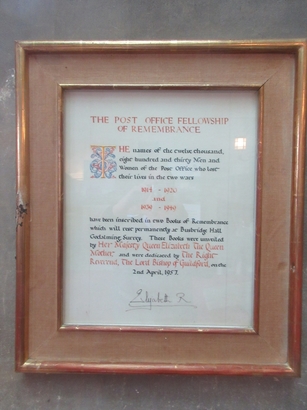 THE POST OFFICE FELLOWSHIP
OF REMEMBRANCE
THE names of the twelve thousand,
eight hundred and thirty Men and
Women of the Post Office who lost
their lives in the two wars
1914 - 1920
and
1939 - 1949
have been inscribed in two Books of Remembrance
which will rest permanently at Busbridge Hall
Godalming Surrey. These Books were unveiled
by Her Majesty Queen Elizabeth The Queen
Mother and were dedicated by The Right
Reverend, The Lord Bishop of Guildford, on the
2nd April, 1957.
Elizabeth R